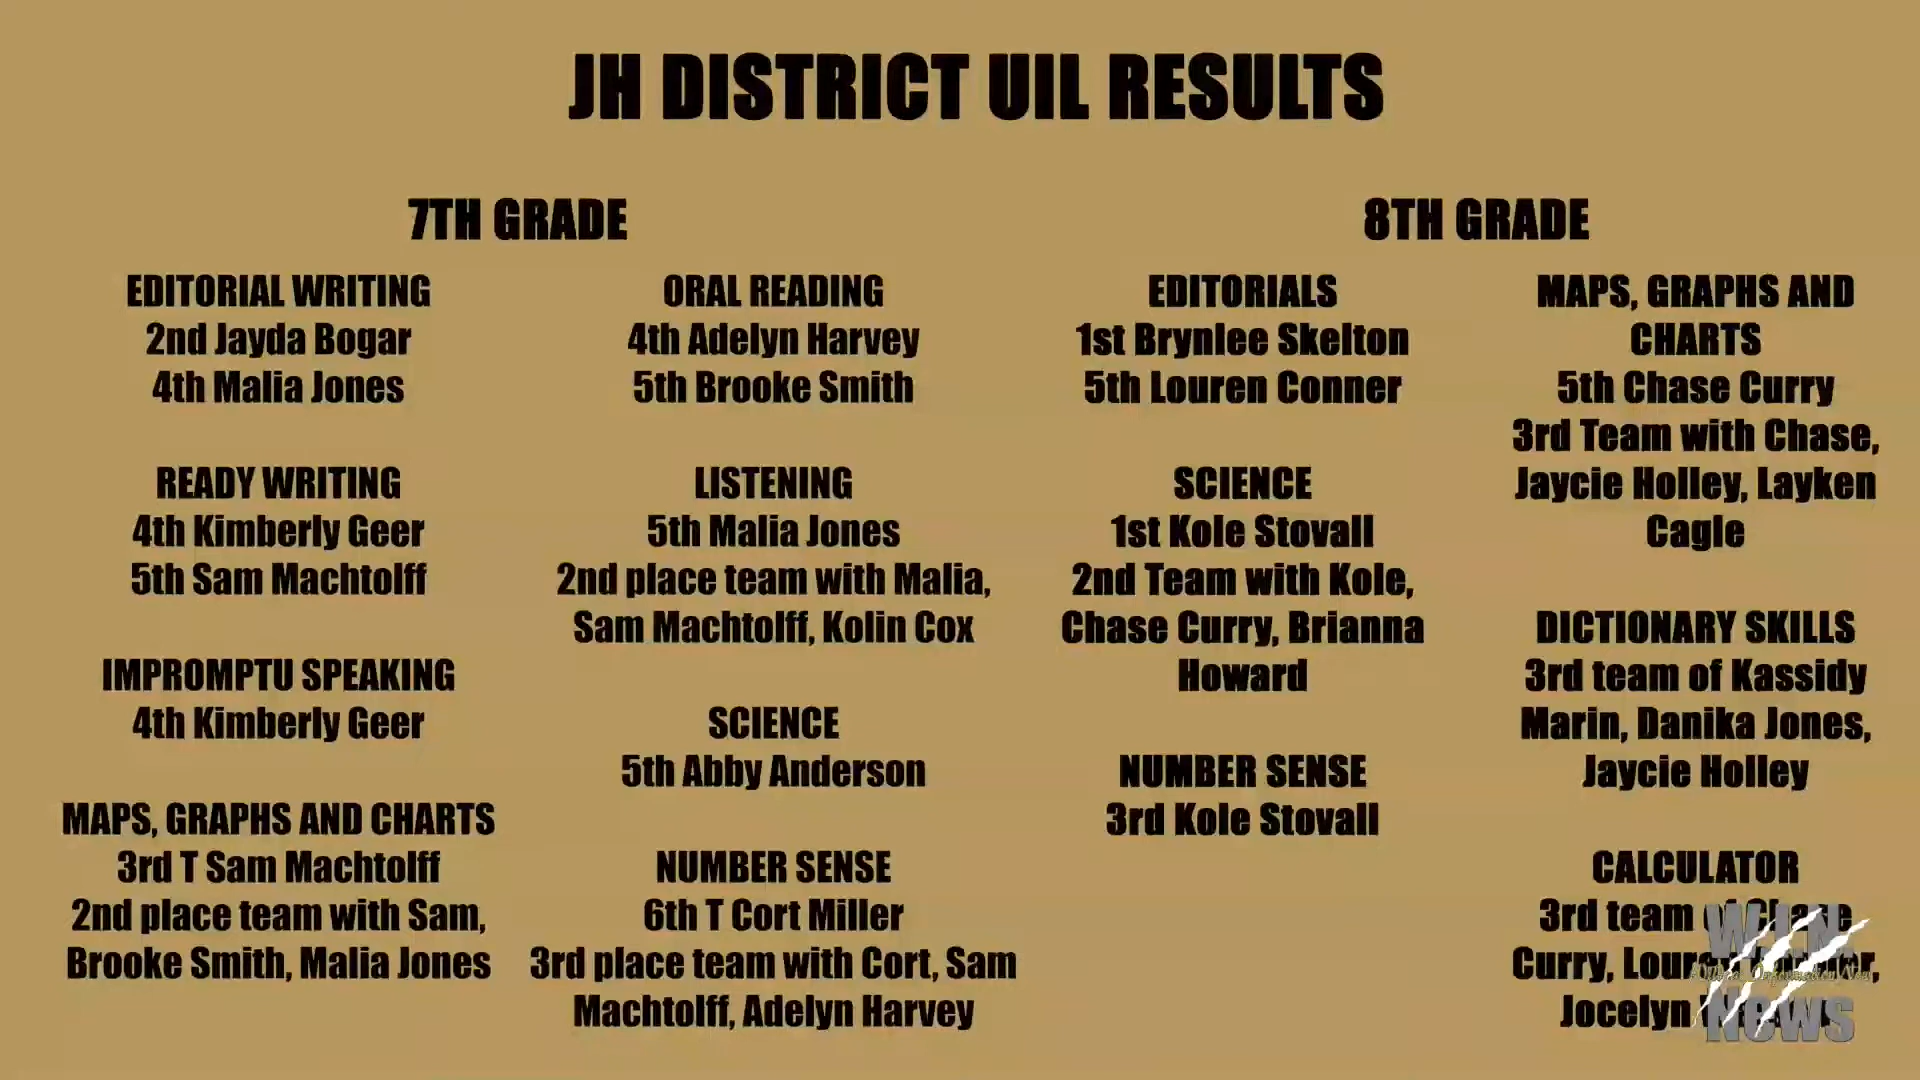 JH DISTRICT UIL RESULTS
7TH GRADE
EDITORIAL WRITING
2nd Jayda Bogar
4th Malia Jones
READY WRITING
4th Kimberly Geer
5th Sam Machtolff
IMPROMPTU SPEAKING
4th Kimberly Geer
MAPS, GRAPHS AND CHARTS
3rd T Sam Machtolff
2nd place team with Sam,
Brooke Smith, Malia Jones
ORAL READING
4th Adelyn Harvey
5th Brooke Smith
LISTENING
5th Malia Jones
2nd place team with Malia,
Sam Machtolff, Kolin Cox
SCIENCE
5th Abby Anderson
NUMBER SENSE
6th T Cort Miller
3rd place team with Cort, Sam
Machtolff, Adelyn Harvey
8TH GRADE
EDITORIALS
1st Brynlee Skelton
5th Louren Conner
SCIENCE
1st Kole Stovall
2nd Team with Kole,
Chase Curry, Brianna
Howard
NUMBER SENSE
3rd Kole Stovall
MAPS, GRAPHS AND
CHARTS
5th Chase Curry
3rd Team with Chase,
Jaycie Holley, Layken
Cagle
DICTIONARY SKILLS
3rd team of Kassidy
Marin, Danika Jones,
Jaycie Holley
CALCULATOR
3rd team of Chase
Curry, Louren
Jocelyn
WIN
News